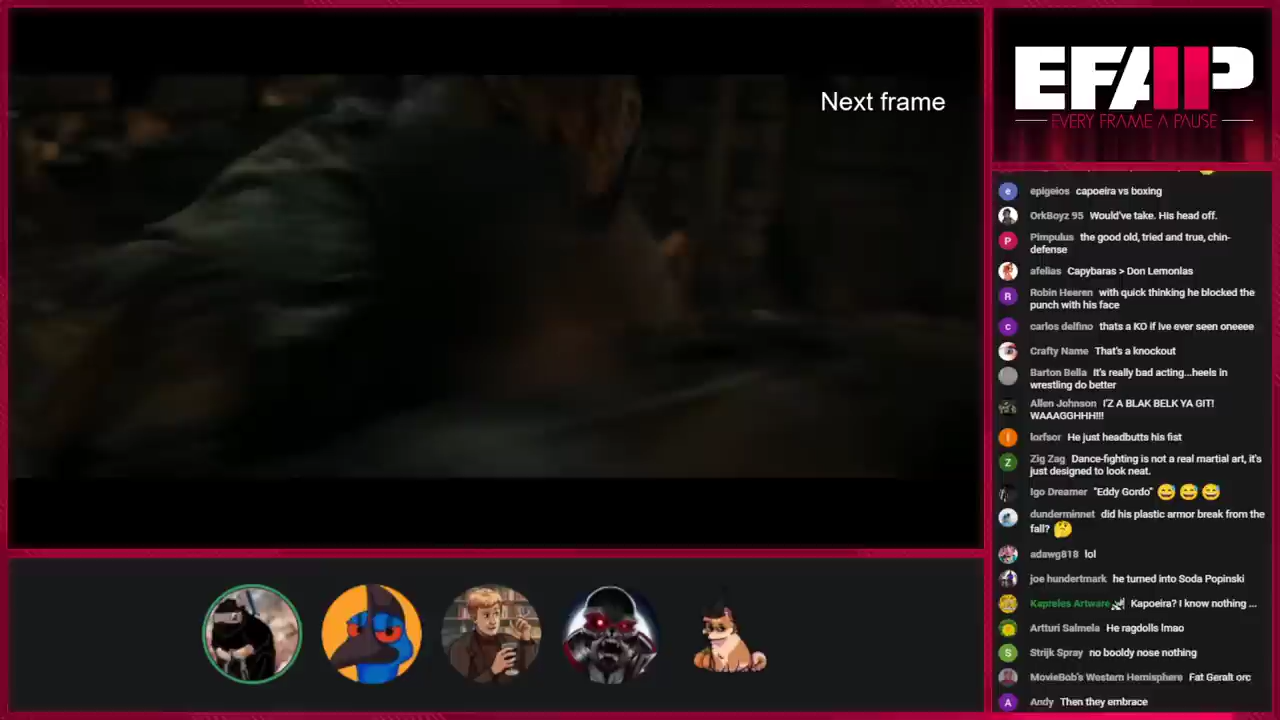 Next frame
EFAP
EVERY FRAME A PAUSE
epigeios capoeira vs boxing
OrkBoyz 95 Would've take. His head off.
Pimpulus the good old, tried and true, chin-
defense
afelias Capybaras > Don Lemonlas
Robin Heeren with quick thinking he blocked the
punch with his face
carlos delfino thats a KO if ive ever seen oneeee
Crafty Name That's a knockout
Barton Bella It's really bad acting...heels in
wrestling do better
Allen Johnson I'Z A BLAK BELK YA GIT!
WAAAGGHHH!!!
lorfsor He just headbutts his fist
Zig Zag Dance-fighting is not a real martial art, it's
just designed to look neat.
Igo Dreamer "Eddy Gordo" 😅 😅 😅
dunderminnet did his plastic armor break from the
fall? 🤔
adawg818 lol
joe hundertmark he turned into Soda Popinski
Kapreles Artware Kapoeira? I know nothing ...
Artturi Salmela He ragdolls lmao
Strijk Spray no booldy nose nothing
MovieBob's Western Hemisphere Fat Geralt orc
Andy Then they embrace